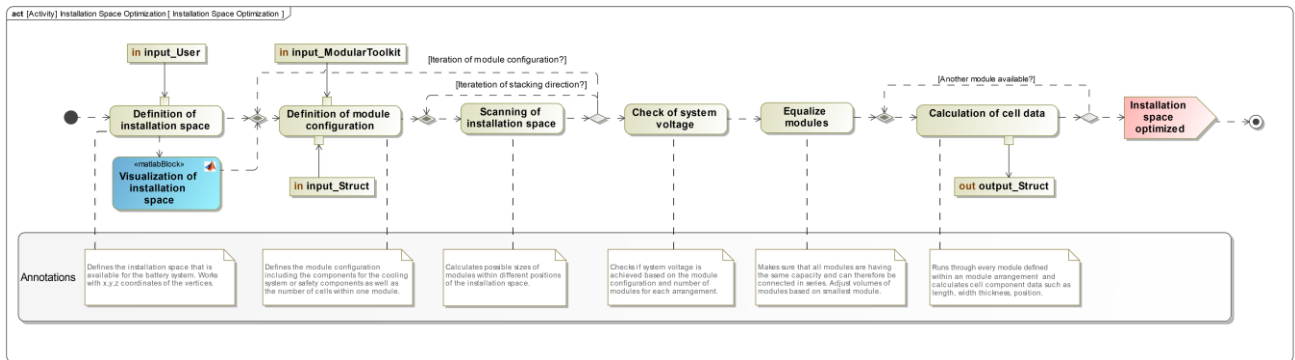 act [Activity] Installation Space Optimization [ Installation Space Optimization ]
in input_User
in input_ModularToolkit
[Iteration of module configuration?]
[Iteratetion of stacking direction?]
[Another module available?]
Definition of
installation space
Definition of module
configuration
Scanning of
installation space
Check of system
voltage
Equalize
modules
Calculation of cell data
Installation
space
optimized
«matlabBlock»
Visualization of
installation
space
in input_Struct
out output_Struct
Annotations
Defines the installation space that is
available for the battery system. Works
with x,y,z coordinates of the vertices.
Defines the module configuration
including the components for the cooling
system or safety components as well as
the number of cells within one module.
Calculates possible sizes of
modules within different positions
of the installation space.
Checks if system voltage is
achieved based on the module
configuration and number of
modules for each arrangement.
Makes sure that all modules are having
the same capacity and can therefore be
connected in series. Adjust volumes of
modules based on smallest module.
Runs through every module defined
within an module arrangement and
calculates cell component data such as
length, width thickness, position.